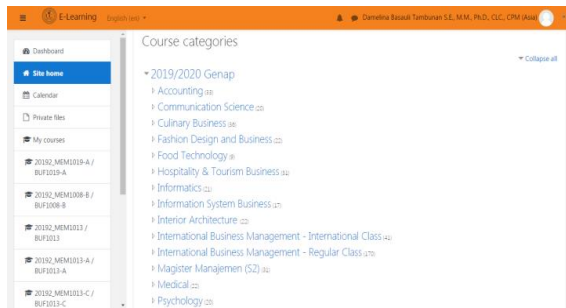 E-Learning English (en)
Damelina Basauli Tambunan S.E., M.M., Ph.D., CLC, CPM (Asia)
Dashboard
Site home
Calendar
Private files
My courses
20192_MEM1019-A /
BUF1019-A
20192_MEM1008-B /
BUF1008-B
20192_MEM1013 /
BUF1013
20192_MEM1013-A /
BUF1013-A
20192_MEM1013-C /
BUF1013-C
Course categories
Collapse all
2019/2020 Genap
Accounting
Communication Science
Culinary Business
Fashion Design and Business
Food Technology
Hospitality & Tourism Business
Informatics
Information System Business
Interior Architecture
International Business Management - International Class
International Business Management - Regular Class
Magister Manajemen (S2)
Medical
Psychology